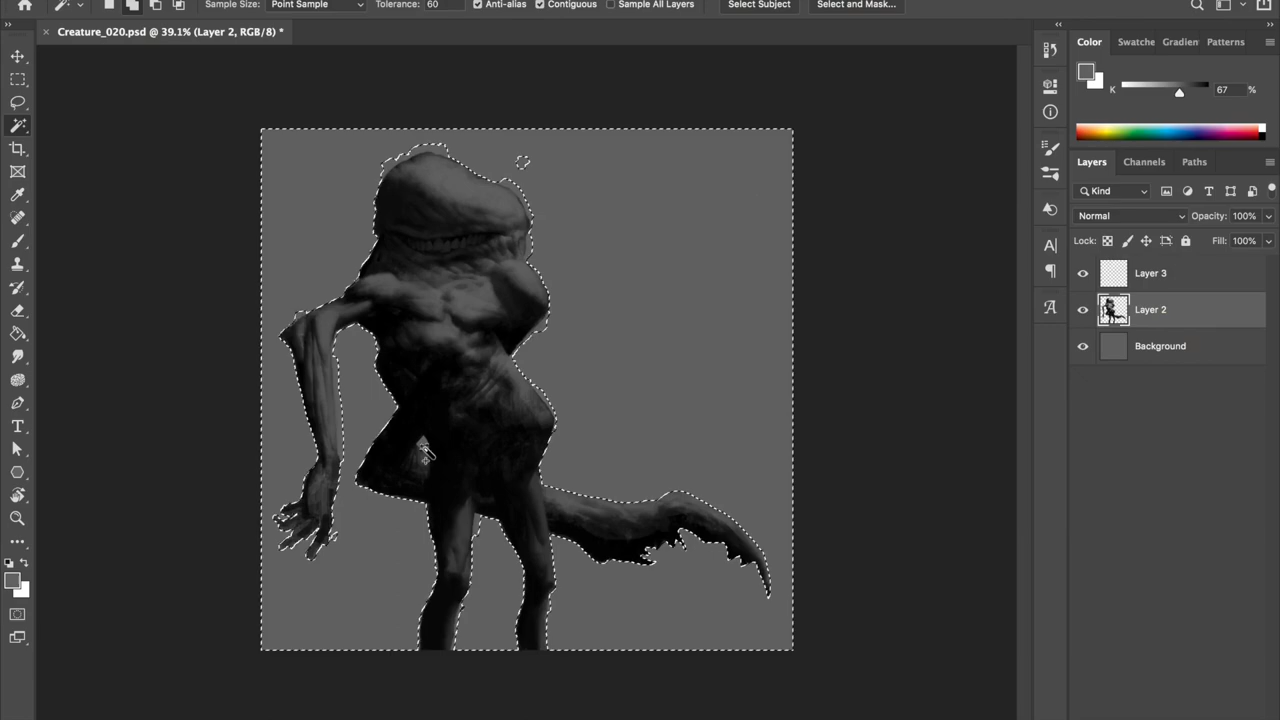 Sample Size: Point Sample Tolerance: 60 Anti-alias Contiguous Sample All Layers Select Subject Select and Mask...
Creature_020.psd @ 39.1% (Layer 2, RGB/8) *
Color Swatche Gradien Patterns
K 67 %
Layers Channels Paths
Kind
Normal Opacity: 100%
Lock: Fill: 100%
Layer 3
Layer 2
Background